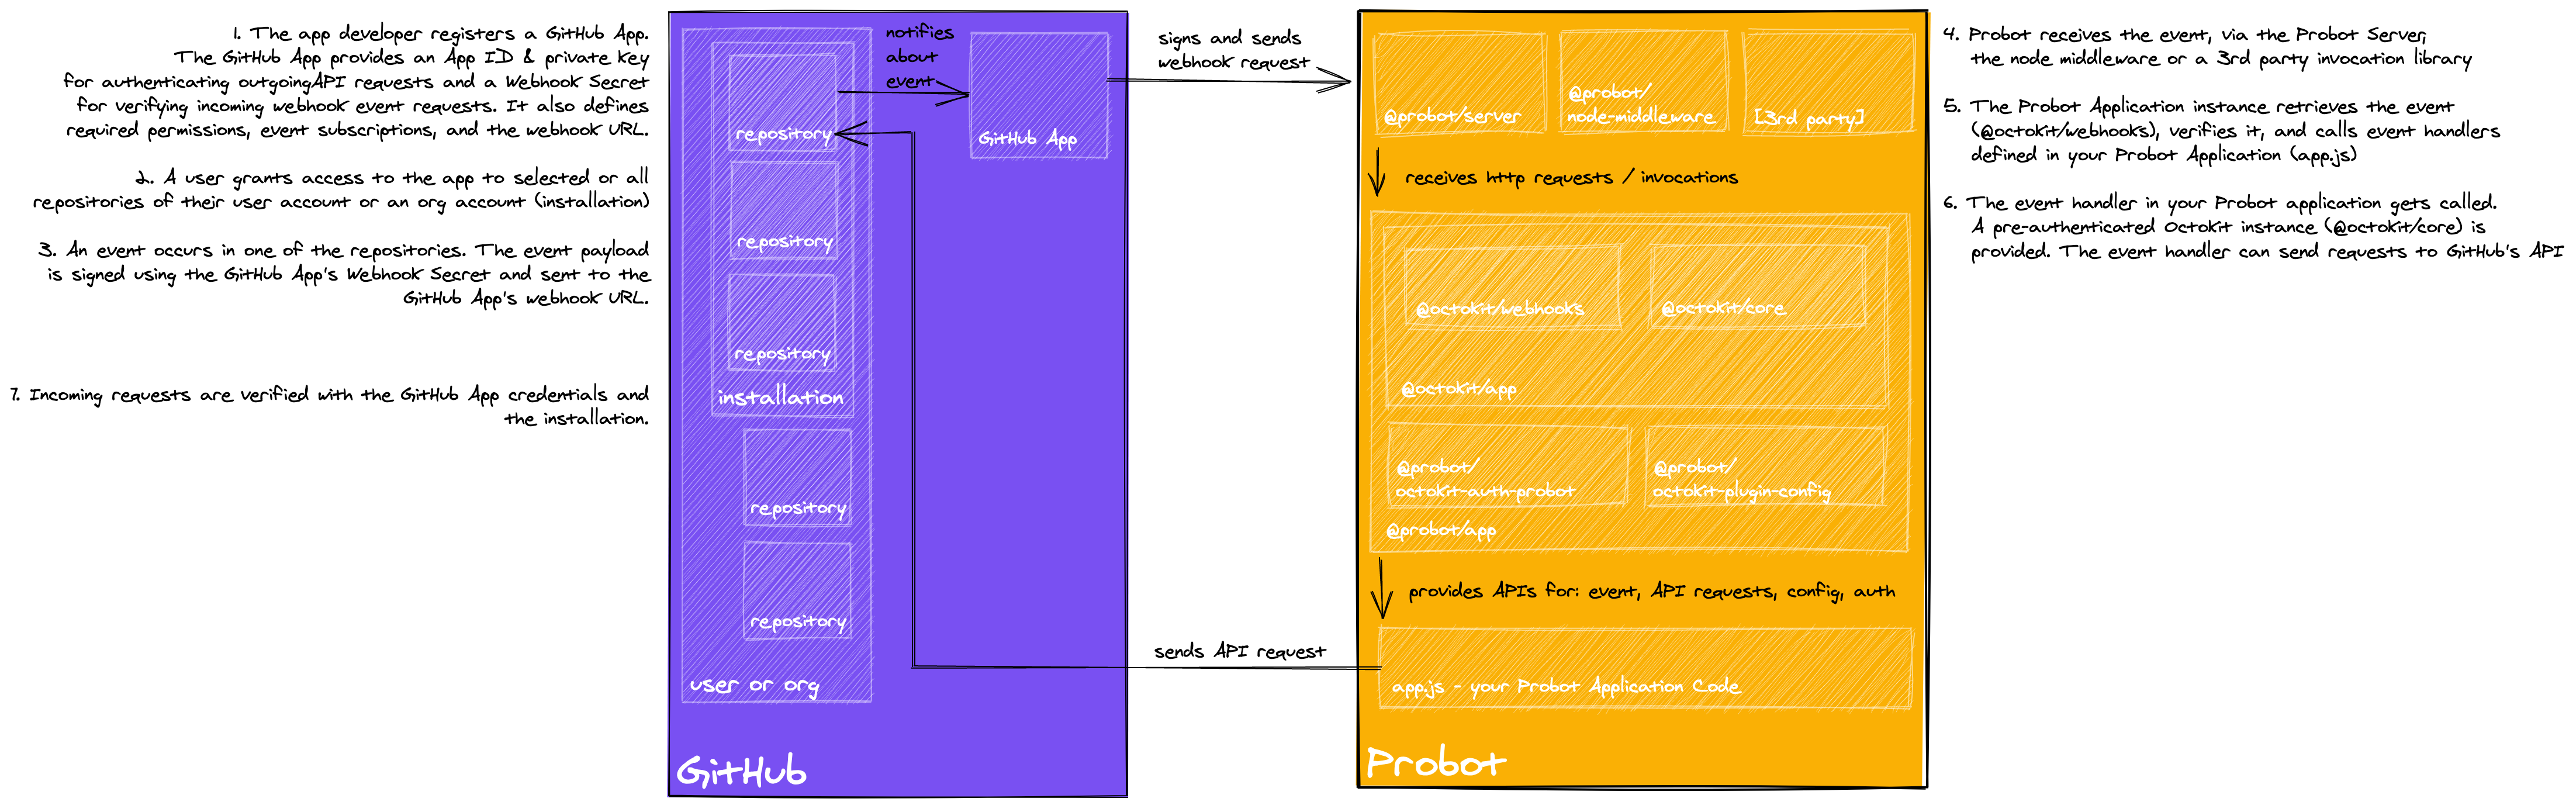 1. The app developer registers a GitHub App.
The GitHub App provides an App ID & private key
for authenticating outgoingAPI requests and a Webhook Secret
for verifying incoming webhook event requests. It also defines
required permissions, event subscriptions, and the webhook URL.
2. A user grants access to the app to selected or all
repositories of their user account or an org account (installation)
3. An event occurs in one of the repositories. The event payload
is signed using the GitHub App's Webhook Secret and sent to the
GitHub App's webhook URL.
7. Incoming requests are verified with the GitHub App credentials and
the installation.
notifies
about
event
repository
GitHub App
repository
repository
installation
repository
repository
user or org
GitHub
signs and sends
webhook request
sends API request
@probot/server
@probot/
node-middleware
[3rd party]
receives http requests / invocations
@octokit/webhooks
@octokit/core
@octokit/app
@probot/
octokit-auth-probot
@probot/
octokit-plugin-config
@probot/app
provides APIs for: event, API requests, config, auth
app.js - your Probot Application Code
Probot
4. Probot receives the event, via the Probot Server,
the node middleware or a 3rd party invocation library
5. The Probot Application instance retrieves the event
(@octokit/webhooks), verifies it, and calls event handlers
defined in your Probot Application (app.js)
6. The event handler in your Probot application gets called.
A pre-authenticated Octokit instance (@octokit/core) is
provided. The event handler can send requests to GitHub's API